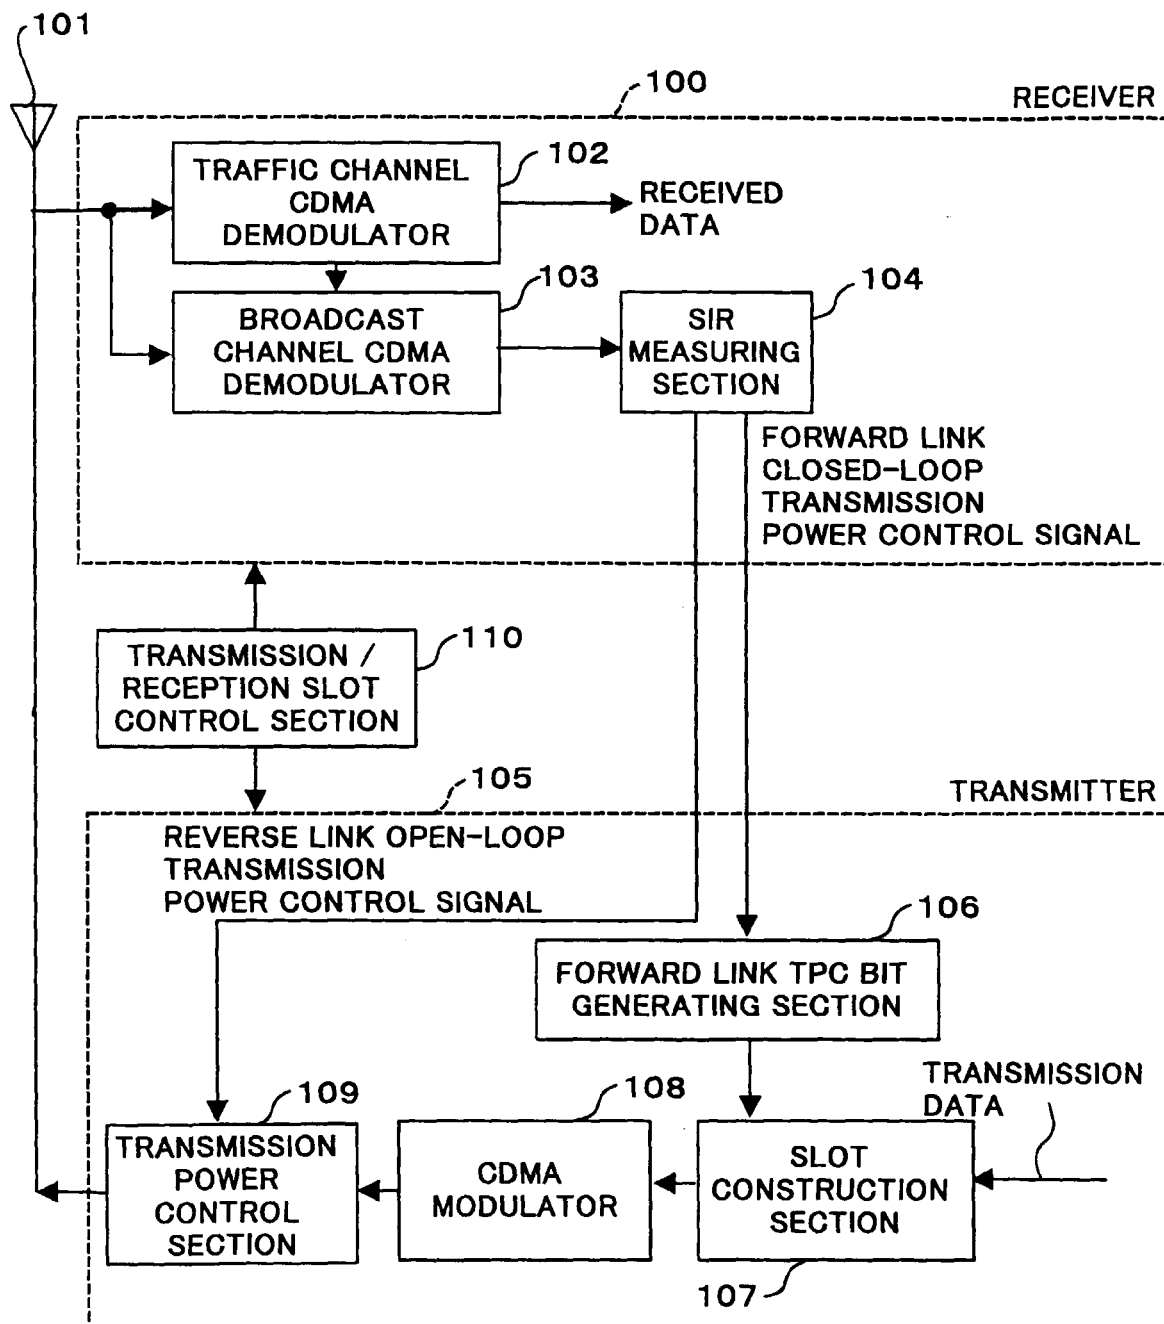 101
100
RECEIVER
102
TRAFFIC CHANNEL
CDMA
DEMODULATOR
RECEIVED
DATA
103
BROADCAST
CHANNEL CDMA
DEMODULATOR
104
SIR
MEASURING
SECTION
FORWARD LINK
CLOSED-LOOP
TRANSMISSION
POWER CONTROL SIGNAL
110
TRANSMISSION /
RECEPTION SLOT
CONTROL SECTION
105
TRANSMITTER
REVERSE LINK OPEN-LOOP
TRANSMISSION
POWER CONTROL SIGNAL
106
FORWARD LINK TPC BIT
GENERATING SECTION
TRANSMISSION
DATA
109
TRANSMISSION
POWER
CONTROL
SECTION
108
CDMA
MODULATOR
SLOT
CONSTRUCTION
SECTION
107